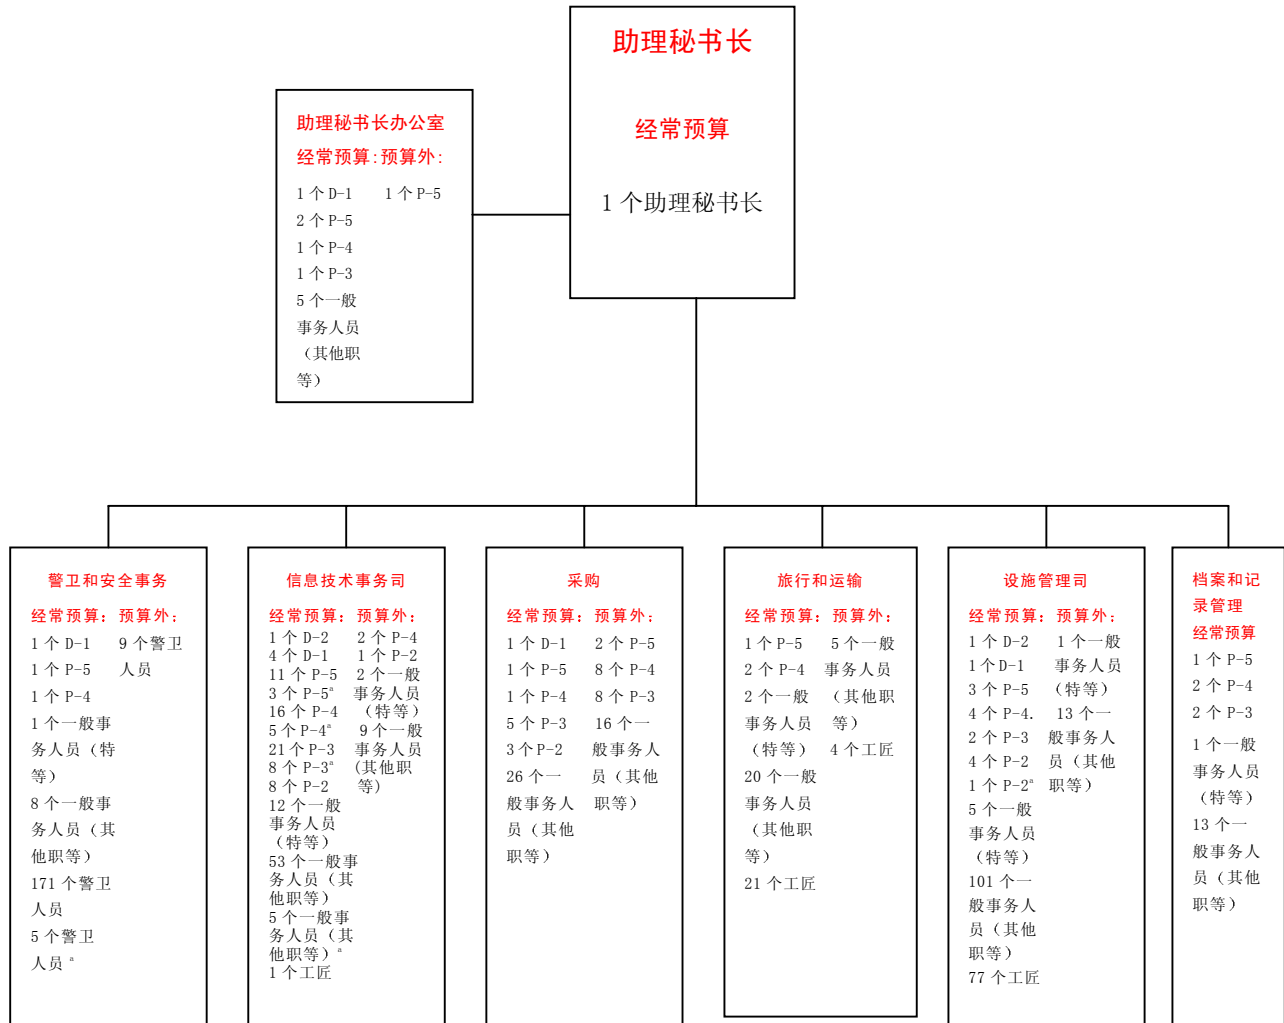 助理秘书长
经常预算
1 个助理秘书长
助理秘书长办公室
经常预算: 预算外:
1 个 D-1 1 个 P-5
2 个 P-5
1 个 P-4
1 个 P-3
5 个一般
事务人员
（其他职
等）
警卫和安全事务
经常预算: 预算外:
1 个 D-1 9 个警卫
1 个 P-5 人员
1 个 P-4
1 个一般事
务人员（特
等）
8 个一般事
务人员（其
他职等）
171 个警卫
人员
5 个警卫
人员 ª
信息技术事务司
经常预算: 预算外:
1 个 D-2 2 个 P-4
4 个 D-1 1 个 P-2
11 个 P-5 2 个一般
3 个 P-5ª 事务人员
16 个 P-4 （特等）
5 个 P-4ª 9 个一般
21 个 P-3 事务人员
8 个 P-3ª (其他职
8 个 P-2 等)
12 个一般
事务人员
（特等）
53 个一般事
务人员（其
他职等）
5 个一般事
务人员（其
他职等）ª
1 个工匠
采购
经常预算: 预算外:
1 个 D-1 2 个 P-5
1 个 P-5 8 个 P-4
1 个 P-4 8 个 P-3
5 个 P-3 16 个一
3 个 P-2 般事务人
26 个一 员（其他
般事务人 职等）
员（其他
职等）
旅行和运输
经常预算: 预算外:
1 个 P-5 5 个一般
2 个 P-4 事务人员
2 个一般 （其他职
事务人员 等）
（特等） 4 个工匠
20 个一般
事务人员
（其他职
等）
21 个工匠
设施管理司
经常预算: 预算外:
1 个 D-2 1 个一般
1 个 D-1 事务人员
3 个 P-5 （特等）
4 个 P-4. 13 个一
2 个 P-3 般事务人
4 个 P-2 员（其他
1 个 P-2ª 职等）
5 个一般
事务人员
（特等）
101 个一
般事务人
员（其他
职等）
77 个工匠
档案和记
录管理
经常预算
1 个 P-5
2 个 P-4
2 个 P-3
1 个一般
事务人员
（特等）
13 个一
般事务人
员（其他
职等）